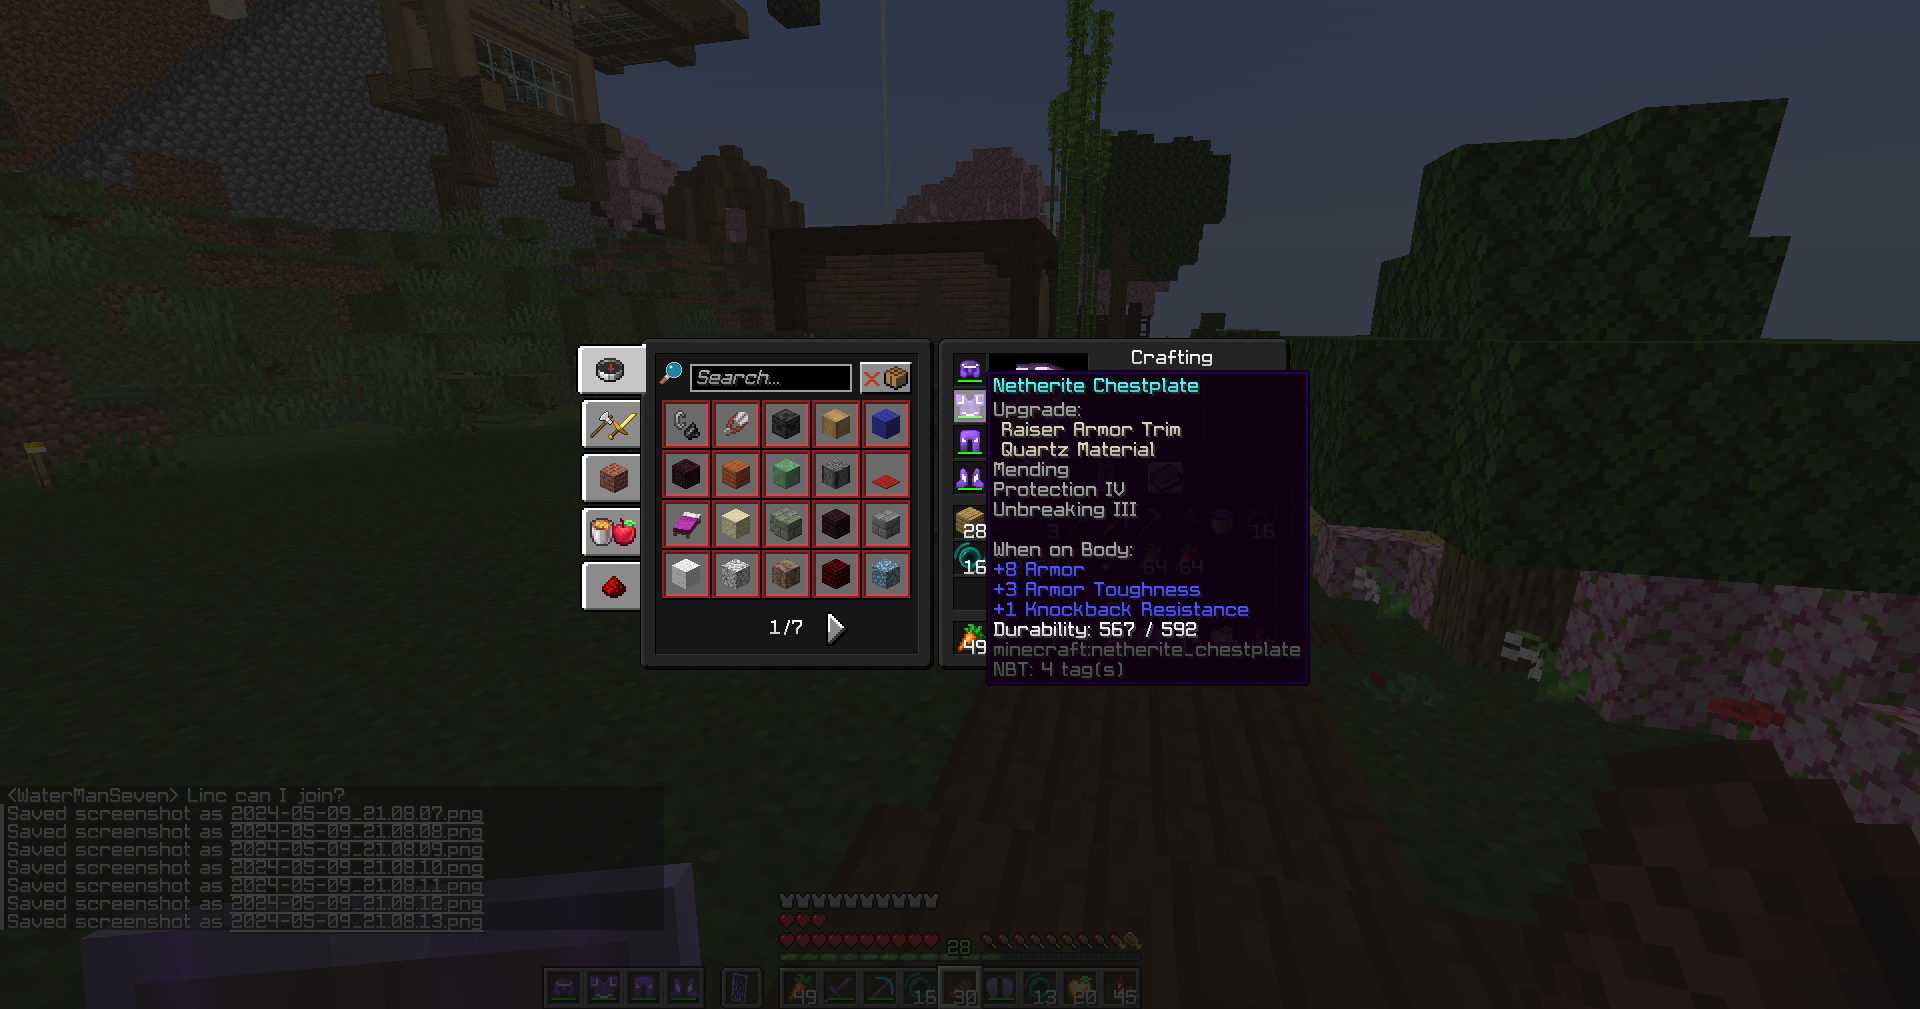 Crafting
Search...
Netherite Chestplate
Upgrade:
Raiser Armor Trim
Quartz Material
Mending
Protection IV
Unbreaking III
When on Body:
+8 Armor
+3 Armor Toughness
+1 Knockback Resistance
Durability: 567 / 592
minecraft:netherite_chestplate
NBT: 4 tag(s)
28
3
16
16
64
64
49
1/7
<WaterManSeven> Linc can I join?
Saved screenshot as 2024-05-09_21.08.07.png
Saved screenshot as 2024-05-09_21.08.08.png
Saved screenshot as 2024-05-09_21.08.09.png
Saved screenshot as 2024-05-09_21.08.10.png
Saved screenshot as 2024-05-09_21.08.11.png
Saved screenshot as 2024-05-09_21.08.12.png
Saved screenshot as 2024-05-09_21.08.13.png
28
49
16
30
13
20
45